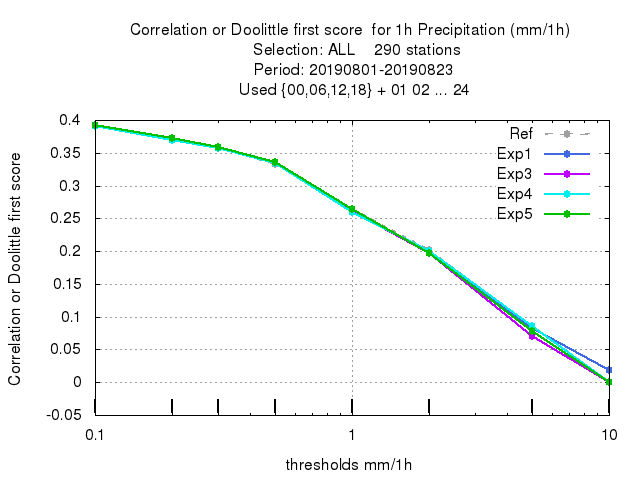 Correlation or Doolittle first score  for 1h Precipitation (mm/1h)
Selection: ALL    290 stations
Period: 20190801-20190823
Used {00,06,12,18} + 01 02 ... 24
Correlation or Doolittle first score
0.4
0.35
0.3
0.25
0.2
0.15
0.1
0.05
0
-0.05
Ref
Exp1
Exp3
Exp4
Exp5
0.1
1
10
thresholds mm/1h